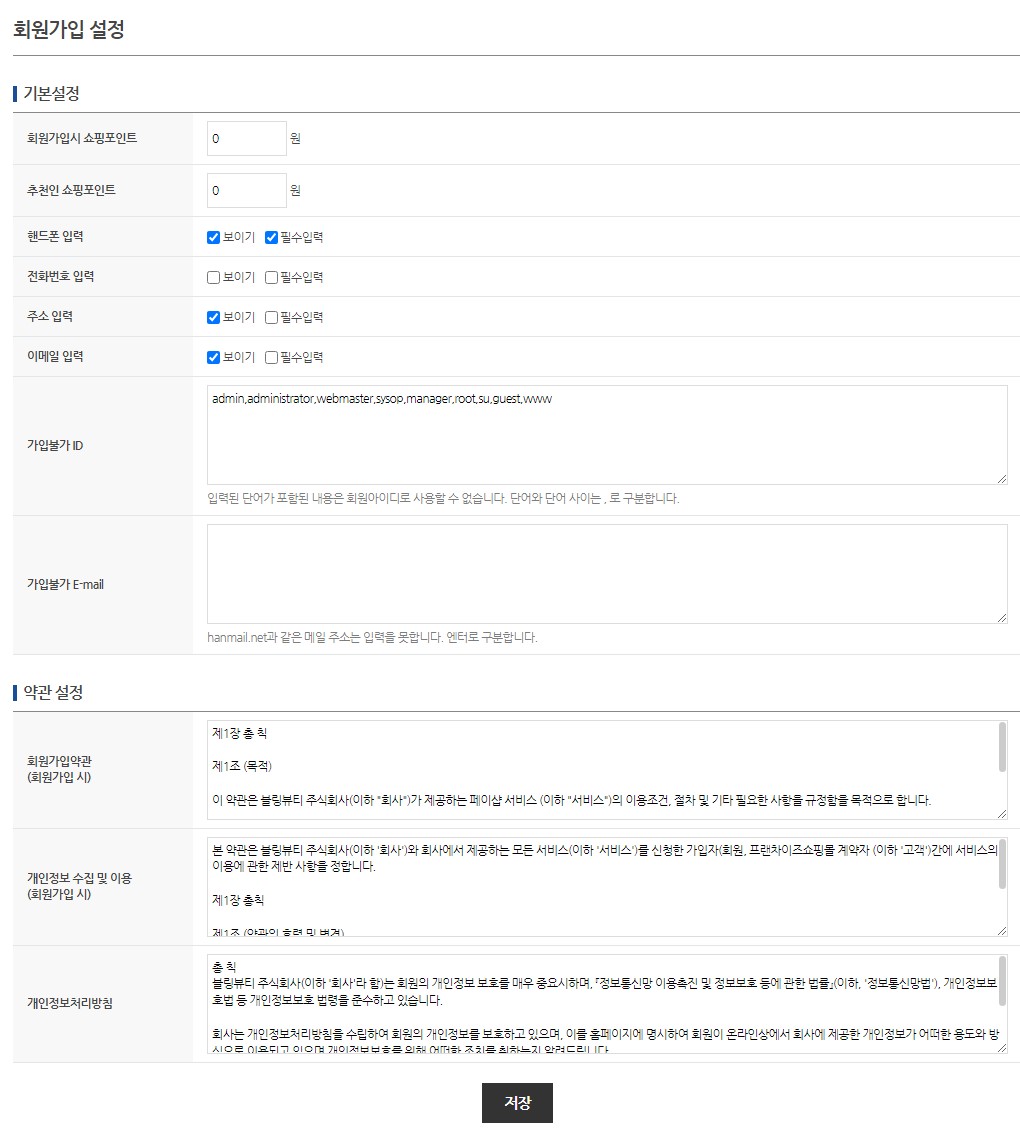 회원가입 설정
기본설정
회원가입시 쇼핑포인트
0 원
추천인 쇼핑포인트
0 원
핸드폰 입력
보이기 필수입력
전화번호 입력
보이기 필수입력
주소 입력
보이기 필수입력
이메일 입력
보이기 필수입력
가입불가 ID
admin,administrator,webmaster,sysop,manager,root,su,guest,www
입력된 단어가 포함된 내용은 회원아이디로 사용할 수 없습니다. 단어와 단어 사이는 , 로 구분합니다.
가입불가 E-mail
hanmail.net과 같은 메일 주소는 입력을 못합니다. 엔터로 구분합니다.
약관 설정
회원가입약관
(회원가입 시)
제1장 총 칙
제1조 (목적)
이 약관은 블링뷰티 주식회사(이하 "회사")가 제공하는 페이샵 서비스 (이하 "서비스")의 이용조건, 절차 및 기타 필요한 사항을 규정함을 목적으로 합니다.
개인정보 수집 및 이용
(회원가입 시)
본 약관은 블링뷰티 주식회사(이하 '회사')와 회사에서 제공하는 모든 서비스(이하 '서비스')를 신청한 가입자(회원, 프랜차이즈쇼핑몰 계약자 (이하 '고객')간에 서비스의
이용에 관한 제반 사항을 정합니다.
제1장 총칙
제1조 (약관의 효력 및 변경)
개인정보처리방침
총 칙
블링뷰티 주식회사(이하 '회사'라 함)는 회원의 개인정보 보호를 매우 중요시하며, 『정보통신망 이용촉진 및 정보보호 등에 관한 법률』(이하, '정보통신망법'), 개인정보보
호법 등 개인정보보호 법령을 준수하고 있습니다.
회사는 개인정보처리방침을 수립하여 회원의 개인정보를 보호하고 있으며, 이를 홈페이지에 명시하여 회원이 온라인상에서 회사에 제공한 개인정보가 어떠한 용도와 방
식으로 이용되고 있으며 개인정보보호를 위해 어떠한 조치를 취하는지 알려드립니다
저장